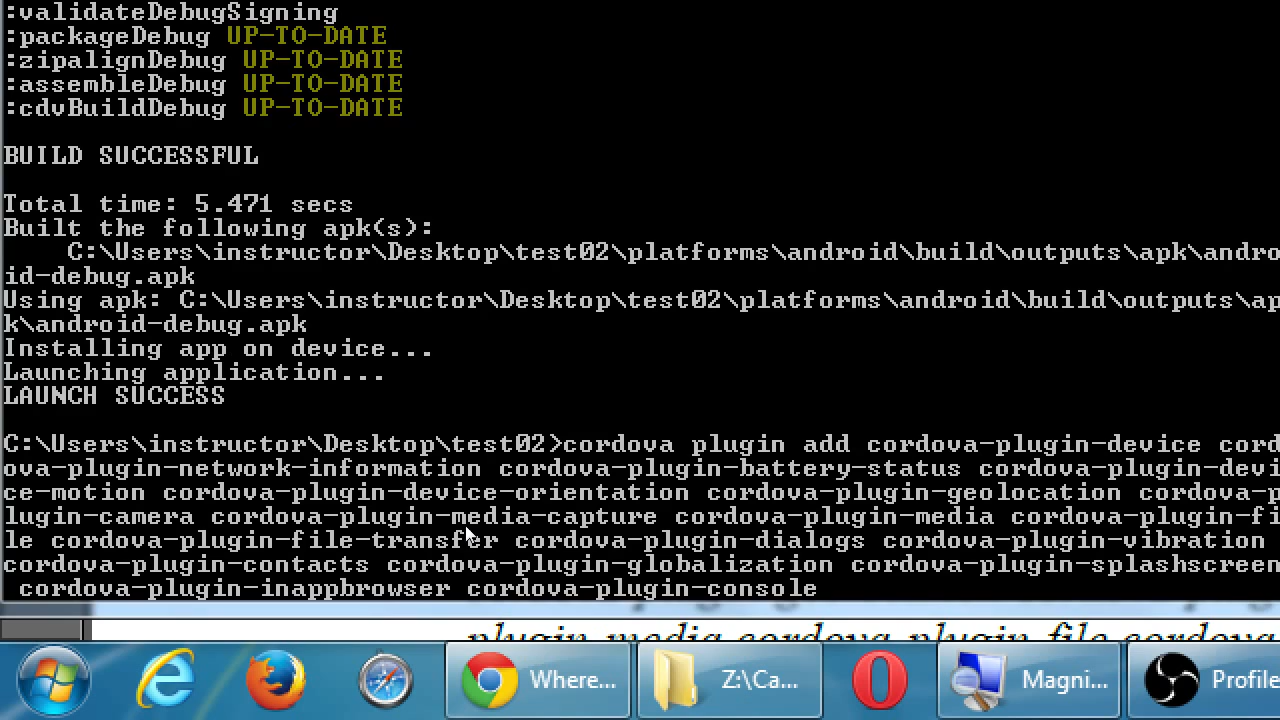 :validateDebugSigning
:packageDebug UP-TO-DATE
:zipalignDebug UP-TO-DATE
:assembleDebug UP-TO-DATE
:cdvBuildDebug UP-TO-DATE
BUILD SUCCESSFUL
Total time: 5.471 secs
Built the following apk(s):
C:\Users\instructor\Desktop\test02\platforms\android\build\outputs\apk\andro
id-debug.apk
Using apk: C:\Users\instructor\Desktop\test02\platforms\android\build\outputs\ap
k\android-debug.apk
Installing app on device...
Launching application...
LAUNCH SUCCESS
C:\Users\instructor\Desktop\test02>cordova plugin add cordova-plugin-device cord
ova-plugin-network-information cordova-plugin-battery-status cordova-plugin-devi
ce-motion cordova-plugin-device-orientation cordova-plugin-geolocation cordova-p
lugin-camera cordova-plugin-media-capture cordova-plugin-media cordova-plugin-fi
le cordova-plugin-file-transfer cordova-plugin-dialogs cordova-plugin-vibration
cordova-plugin-contacts cordova-plugin-globalization cordova-plugin-splashscreen
cordova-plugin-inappbrowser cordova-plugin-console
plugin-media cordova-plugin-file cordova
Where... Z:\Ca... Magni... Profile